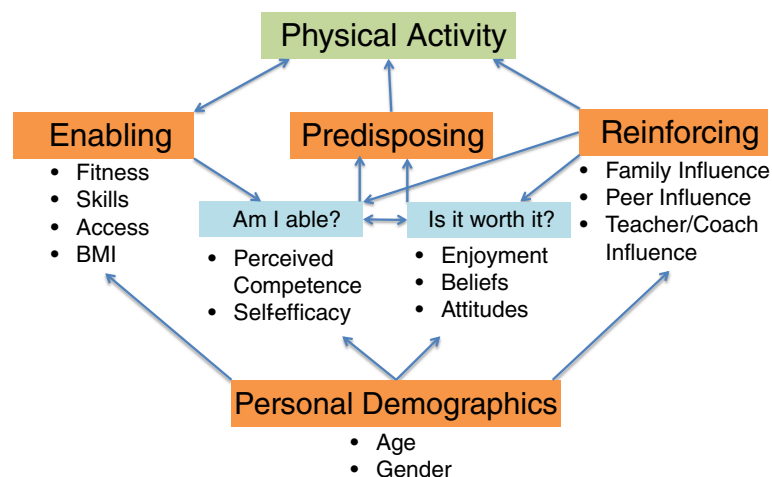 Physical Activity
Enabling
• Fitness
• Skills
• Access
• BMI
Predisposing
Reinforcing
• Family Influence
• Peer Influence
• Teacher/Coach
Influence
Am I able?
• Perceived
Competence
• Self-efficacy
Is it worth it?
• Enjoyment
• Beliefs
• Attitudes
Personal Demographics
• Age
• Gender